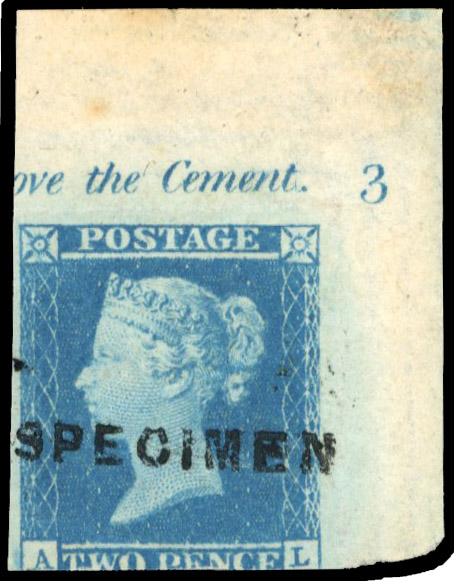 ove the Cement. 3
POSTAGE
SPECIMEN
A TWO PENCE L